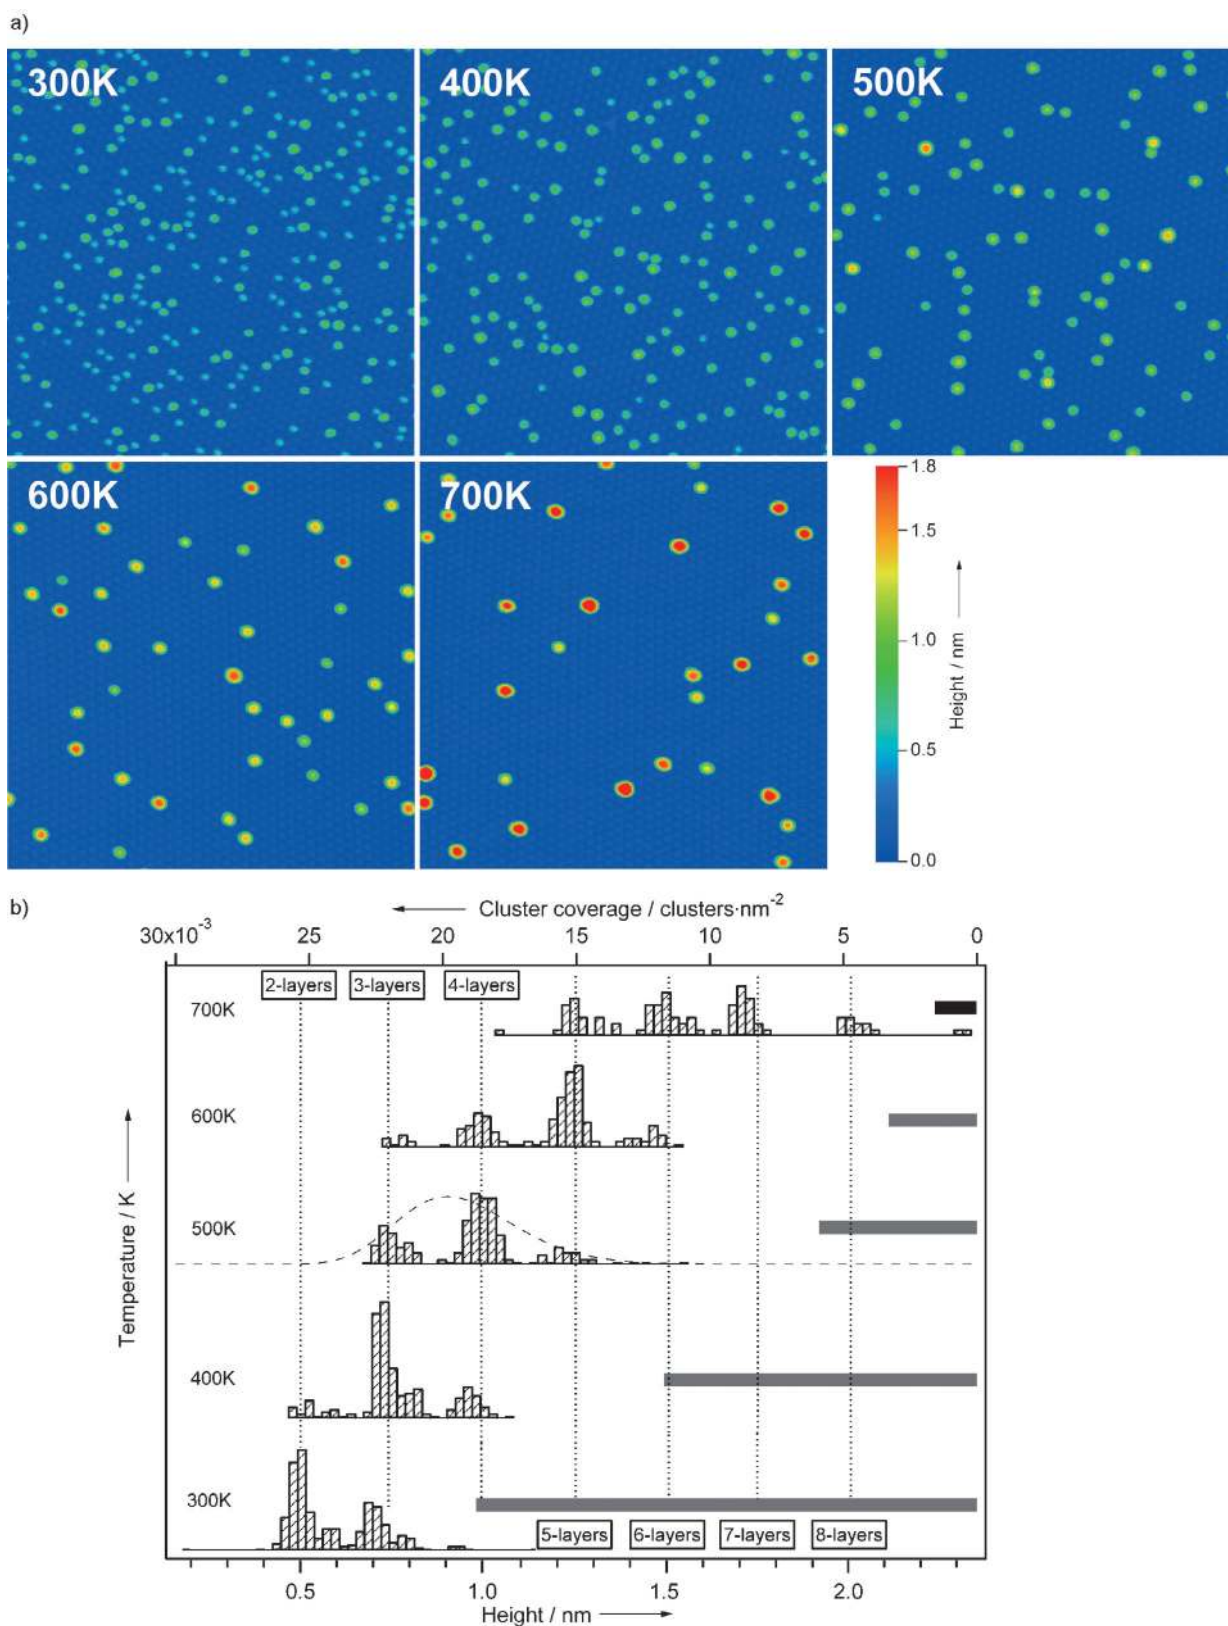 a)
300K
400K
500K
600K
700K
1.8
1.5
1.0
0.5
0.0
Height / nm
b)
Cluster coverage / clusters·nm-2
30x10-3
25
20
15
10
5
0
2-layers
3-layers
4-layers
700K
600K
500K
400K
300K
5-layers
6-layers
7-layers
8-layers
Temperature / K
0.5
1.0
1.5
2.0
Height / nm